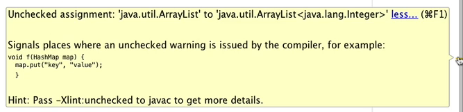 Unchecked assignment: 'java.util.ArrayList' to 'java.util.ArrayList<java.lang.Integer>' less... (⌘F1)
Signals places where an unchecked warning is issued by the compiler, for example:
void f(HashMap map) {
  map.put("key", "value");
  }
Hint: Pass -Xlint:unchecked to javac to get more details.